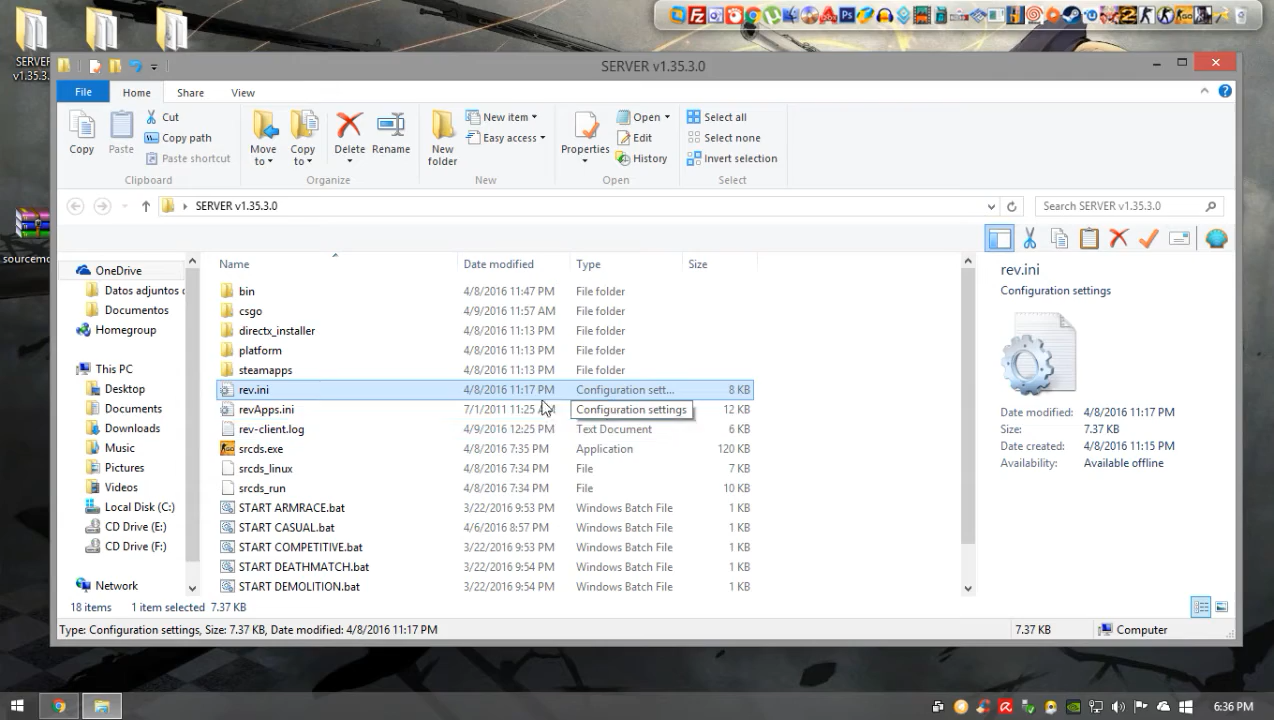 SERVER
v1.35.3.
SERVER v1.35.3.0
File Home Share View
Copy
Paste
Cut
Copy path
Paste shortcut
Clipboard
Move to
Copy to
Delete
Rename
Organize
New folder
New item
Easy access
New
Properties
Open
Edit
History
Open
Select all
Select none
Invert selection
Select
SERVER v1.35.3.0
Search SERVER v1.35.3.0
sourcemo
OneDrive
Datos adjuntos
Documentos
Homegroup
This PC
Desktop
Documents
Downloads
Music
Pictures
Videos
Local Disk (C:)
CD Drive (E:)
CD Drive (F:)
Network
Name Date modified Type Size
bin 4/8/2016 11:47 PM File folder
csgo 4/9/2016 11:57 AM File folder
directx_installer 4/8/2016 11:13 PM File folder
platform 4/8/2016 11:13 PM File folder
steamapps 4/8/2016 11:13 PM File folder
rev.ini 4/8/2016 11:17 PM Configuration sett... 8 KB
revApps.ini 7/1/2011 11:25 Configuration settings 12 KB
rev-client.log 4/9/2016 12:25 PM Text Document 6 KB
srcds.exe 4/8/2016 7:35 PM Application 120 KB
srcds_linux 4/8/2016 7:34 PM File 7 KB
srcds_run 4/8/2016 7:34 PM File 10 KB
START ARMRACE.bat 3/22/2016 9:53 PM Windows Batch File 1 KB
START CASUAL.bat 4/6/2016 8:57 PM Windows Batch File 1 KB
START COMPETITIVE.bat 3/22/2016 9:53 PM Windows Batch File 1 KB
START DEATHMATCH.bat 3/22/2016 9:54 PM Windows Batch File 1 KB
START DEMOLITION.bat 3/22/2016 9:54 PM Windows Batch File 1 KB
rev.ini
Configuration settings
Date modified: 4/8/2016 11:17 PM
Size: 7.37 KB
Date created: 4/8/2016 11:15 PM
Availability: Available offline
18 items 1 item selected 7.37 KB
Type: Configuration settings, Size: 7.37 KB, Date modified: 4/8/2016 11:17 PM 7.37 KB Computer
6:36 PM